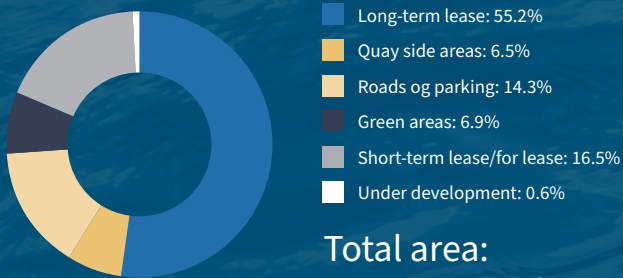 Long-term lease: 55.2%
Quay side areas: 6.5%
Roads og parking: 14.3%
Green areas: 6.9%
Short-term lease/for lease: 16.5%
Under development: 0.6%
Total area: